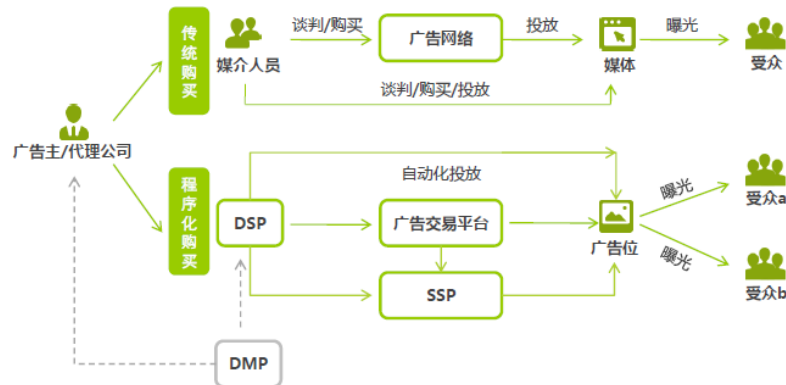 传统购买
媒介人员
谈判/购买
广告网络
投放
媒体
曝光
受众
谈判/购买/投放
广告主/代理公司
程序化购买
自动化投放
DSP
广告交易平台
SSP
广告位
曝光
受众a
曝光
受众b
DMP